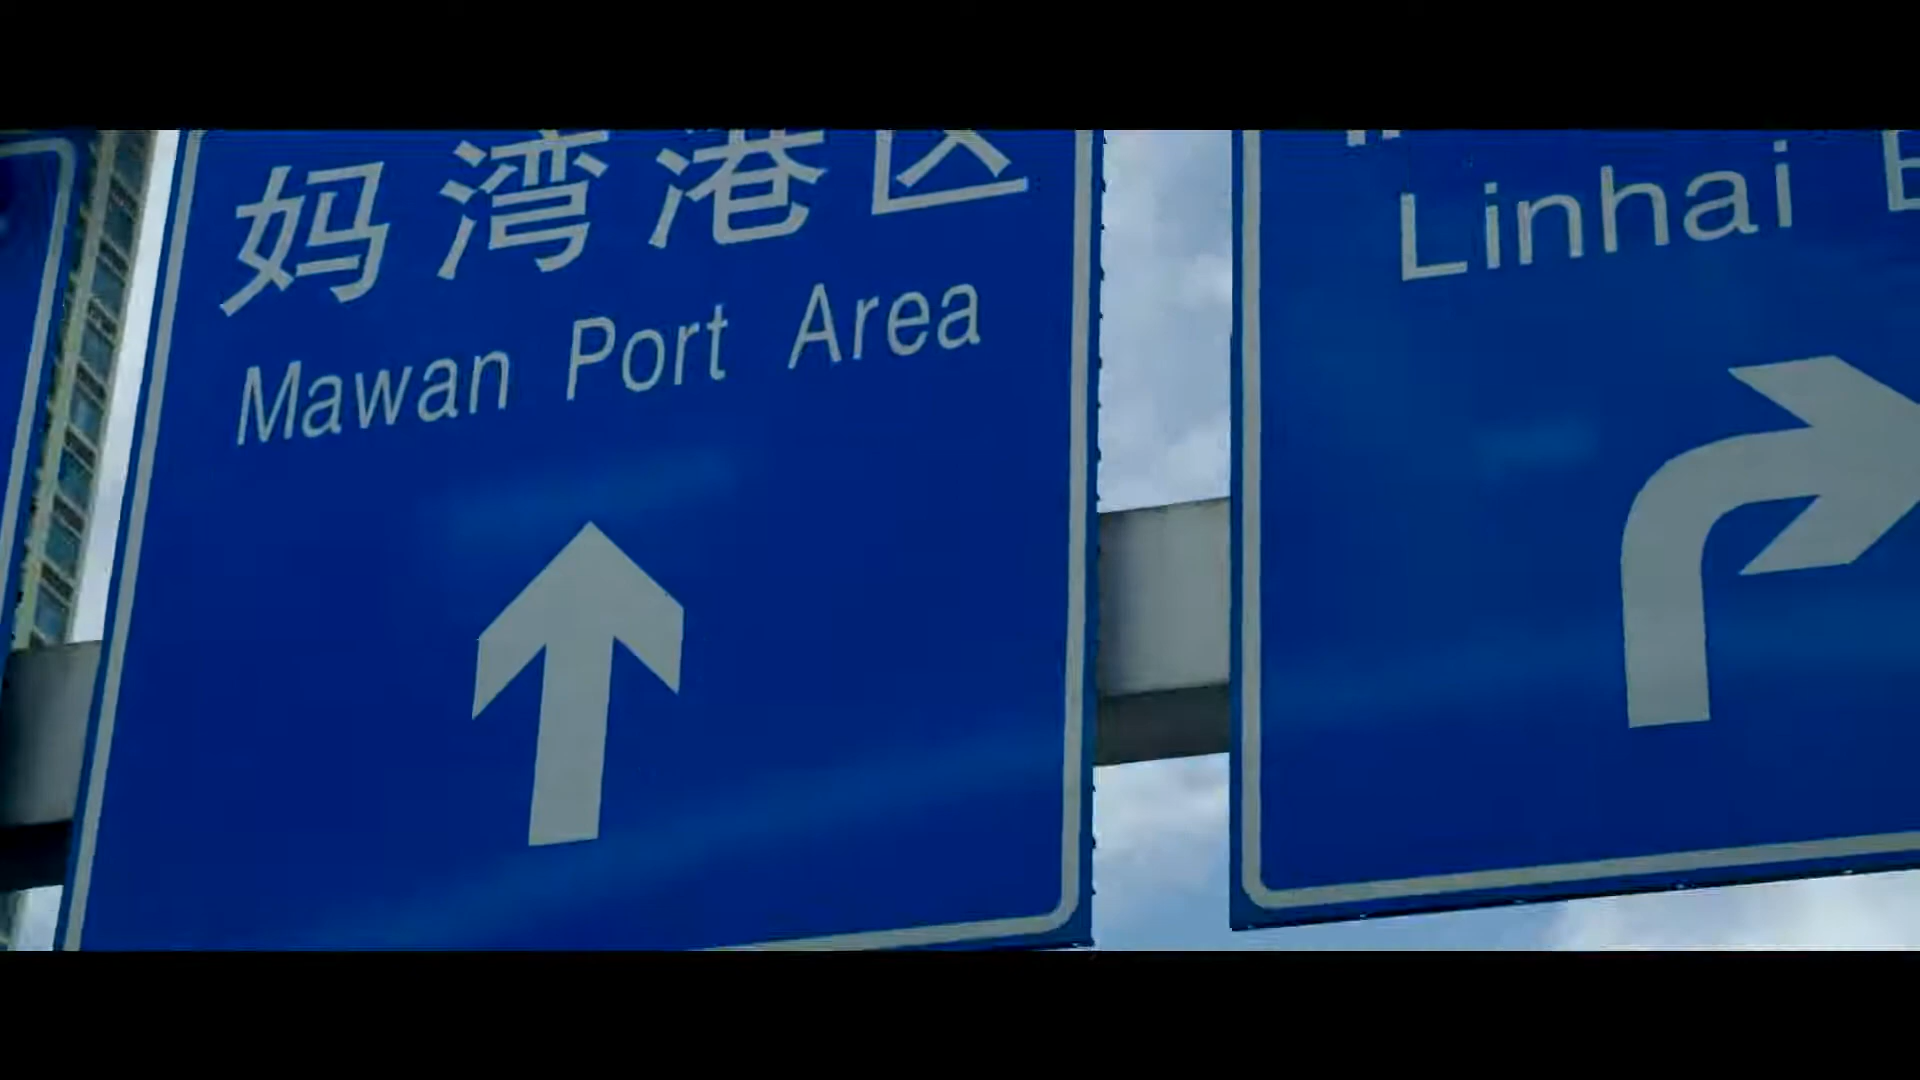 妈湾港区
Mawan Port Area
Linhai